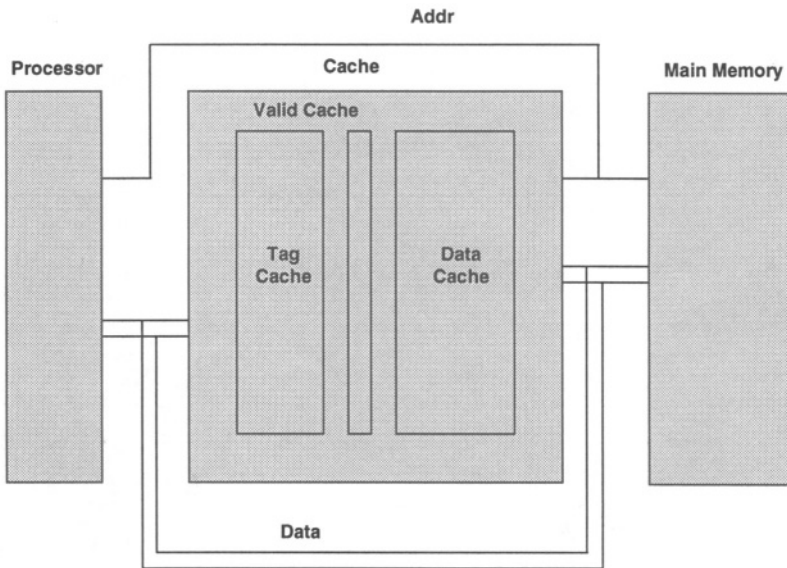 Addr
Processor
Cache
Main Memory
Valid Cache
Tag
Cache
Data
Cache
Data